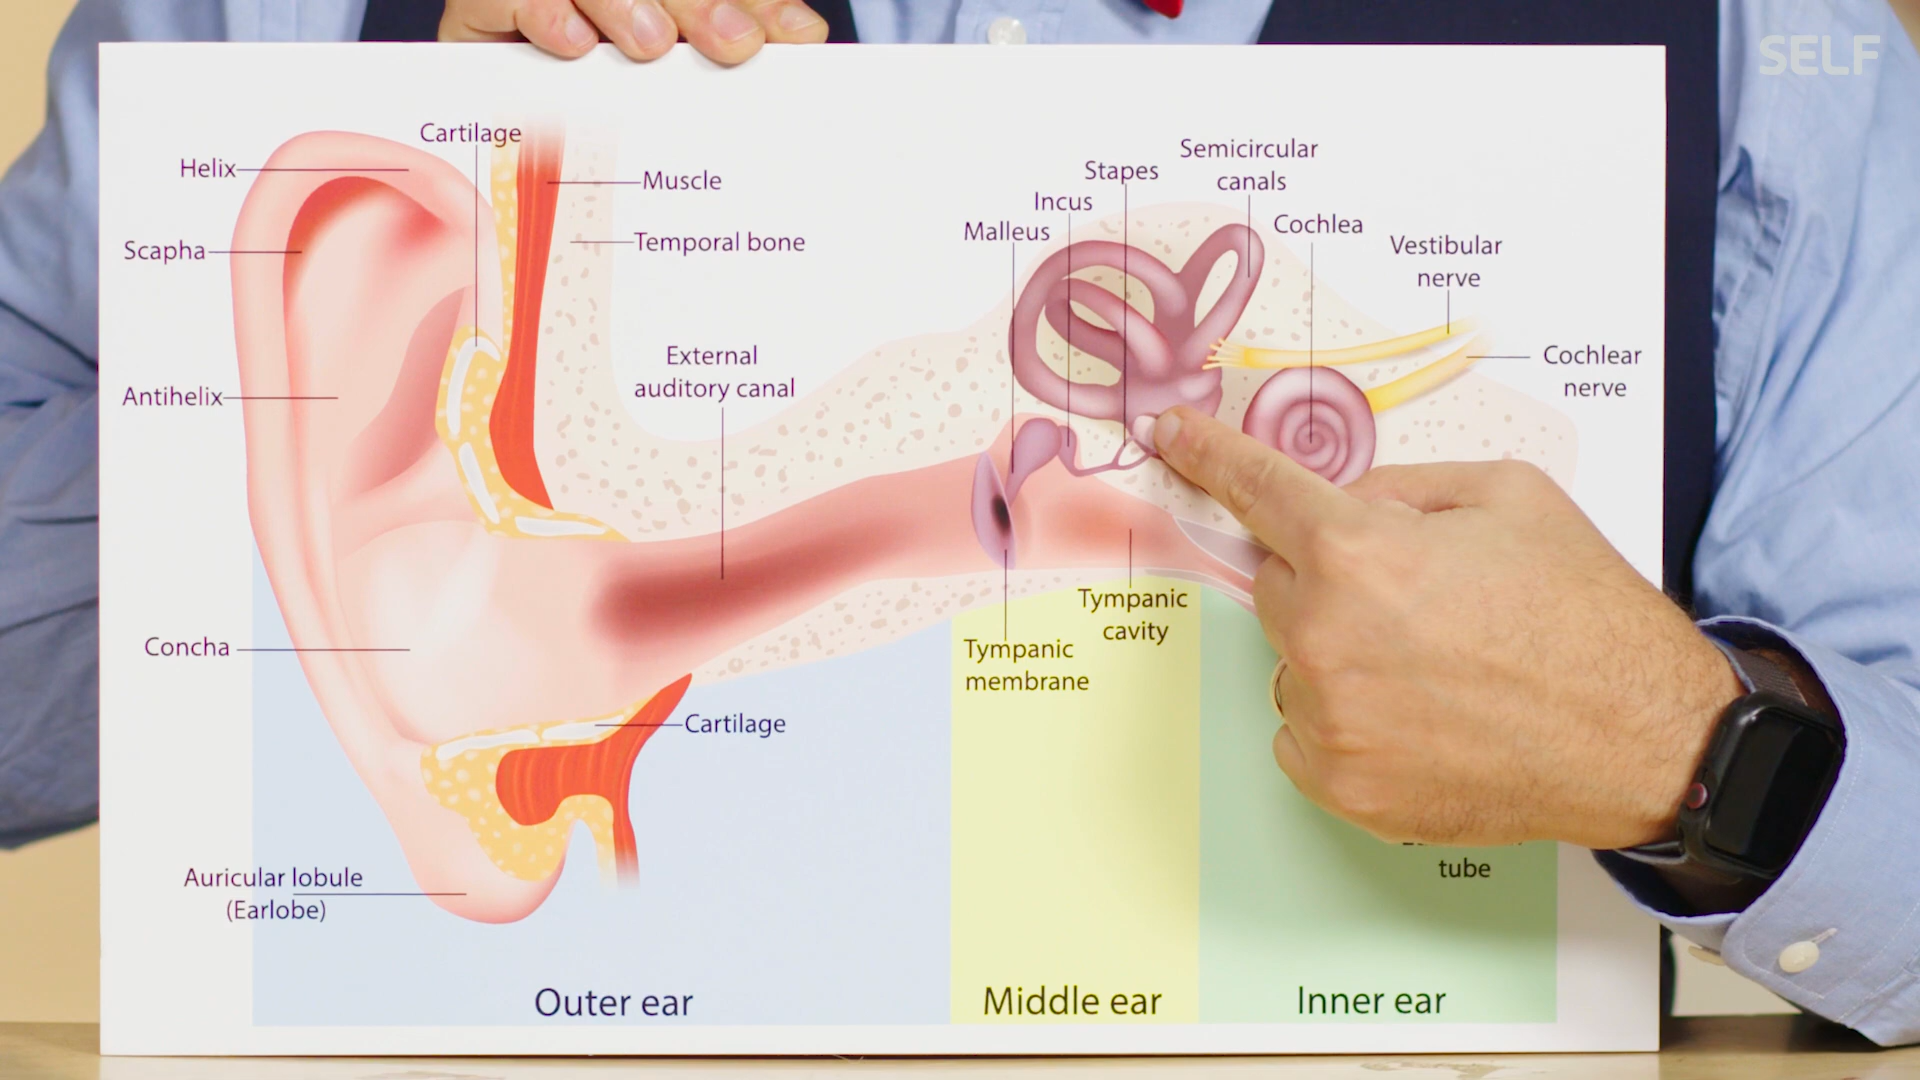 SELF
Cartilage
Helix
Muscle
Scapha
Temporal bone
Antihelix
External
auditory canal
Concha
Cartilage
Auricular lobule
(Earlobe)
Malleus
Incus
Stapes
Semicircular
canals
Cochlea
Vestibular
nerve
Cochlear
nerve
Tympanic
cavity
Tympanic
membrane
tube
Outer ear
Middle ear
Inner ear